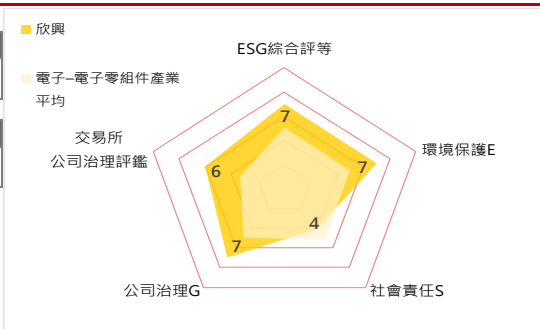 欣興
電子–電子零組件產業
平均
ESG綜合評等
7
環境保護E
7
社會責任S
4
公司治理G
7
交易所
公司治理評鑑
6